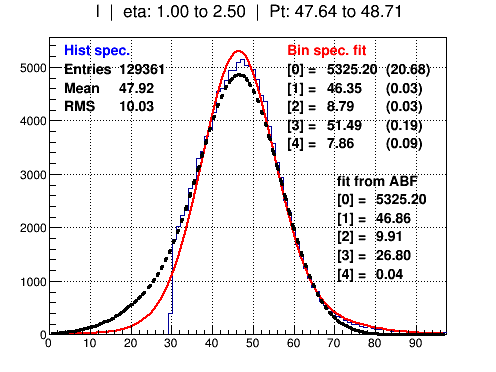 I | eta: 1.00 to 2.50 | Pt: 47.64 to 48.71
Hist spec.
Entries 129361
Mean 47.92
RMS 10.03
Bin spec. fit
[0] = 5325.20 (20.68)
[1] = 46.35 (0.03)
[2] = 8.79 (0.03)
[3] = 51.49 (0.19)
[4] = 7.86 (0.09)
fit from ABF
[0] = 5325.20
[1] = 46.86
[2] = 9.91
[3] = 26.80
[4] = 0.04
5000
4000
3000
2000
1000
0
0 10 20 30 40 50 60 70 80 90